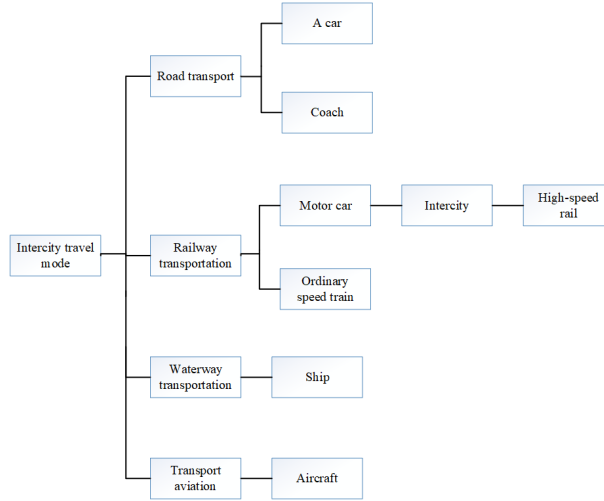 A car
Road transport
Coach
Motor car
Intercity
High-speed
rail
Intercity travel
mode
Railway
transportation
Ordinary
speed train
Waterway
transportation
Ship
Transport
aviation
Aircraft